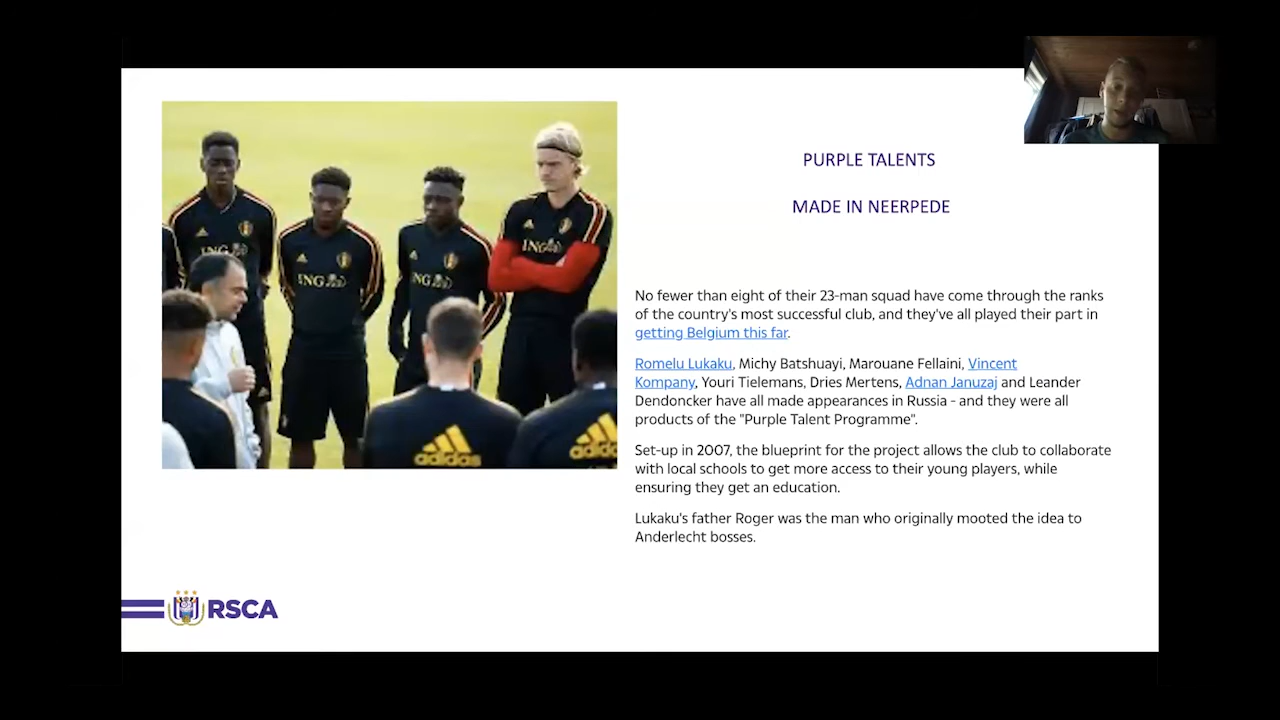 PURPLE TALENTS
MADE IN NEERPEDE
No fewer than eight of their 23-man squad have come through the ranks
of the country's most successful club, and they've all played their part in
getting Belgium this far.
Romelu Lukaku, Michy Batshuayi, Marouane Fellaini, Vincent
Kompany, Youri Tielemans, Dries Mertens, Adnan Januzaj and Leander
Dendoncker have all made appearances in Russia - and they were all
products of the "Purple Talent Programme".
Set-up in 2007, the blueprint for the project allows the club to collaborate
with local schools to get more access to their young players, while
ensuring they get an education.
Lukaku's father Roger was the man who originally mooted the idea to
Anderlecht bosses.
ING
ING
ING
ING
adidas
adidas
RSCA